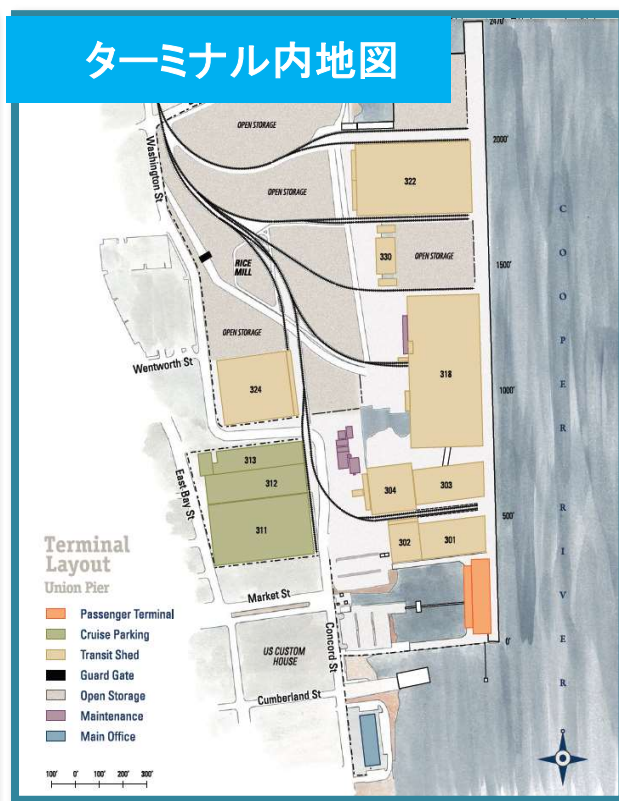 ターミナル内地図
2470'
OPEN STORAGE
2000'
Washington St
322
OPEN STORAGE
C
O
O
P
E
R
R
I
V
E
R
RICE
MILL
330
OPEN STORAGE
1500'
OPEN STORAGE
318
Wentworth St
324
1000'
313
312
311
East Bay St
304
303
500'
302
301
Terminal
Layout
Union Pier
Market St
Concord St
0'
US CUSTOM
HOUSE
Cumberland St
Passenger Terminal
Cruise Parking
Transit Shed
Guard Gate
Open Storage
Maintenance
Main Office
100' 0' 100' 200' 300'